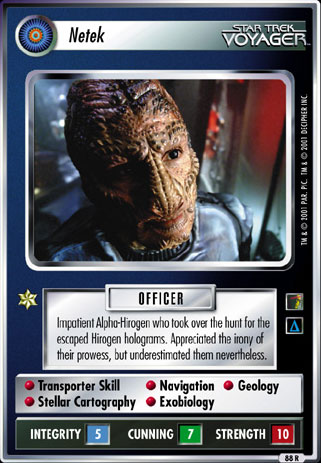 Netek
STAR TREK
VOYAGER™
TM & © 2001 PAR. P.C. TM & © 2001 DECIPHER INC.
OFFICER
Impatient Alpha-Hirogen who took over the hunt for the
escaped Hirogen holograms. Appreciated the irony of
their prowess, but underestimated them nevertheless.
Transporter Skill Navigation Geology
Stellar Cartography Exobiology
INTEGRITY 5 CUNNING 7 STRENGTH 10
88 R